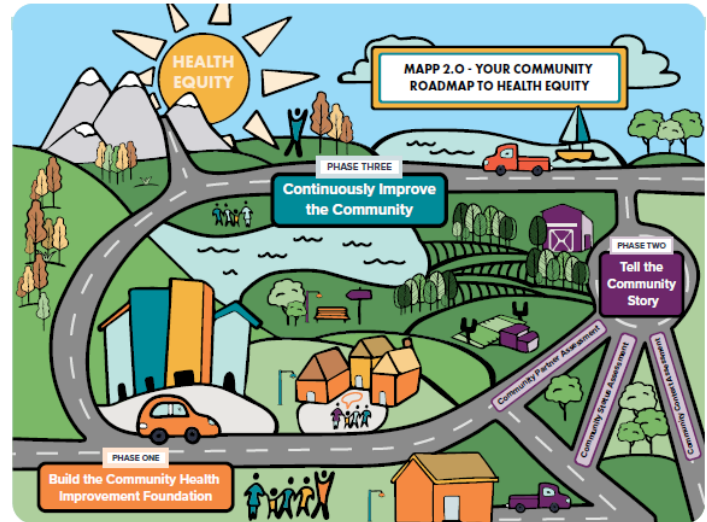 HEALTH
EQUITY
MAPP 2.0 - YOUR COMMUNITY
ROADMAP TO HEALTH EQUITY
PHASE THREE
Continuously Improve
the Community
PHASE TWO
Tell the
Community
Story
Community Partner Assessment
Community Status Assessment
Community Context Assessment
PHASE ONE
Build the Community Health
Improvement Foundation